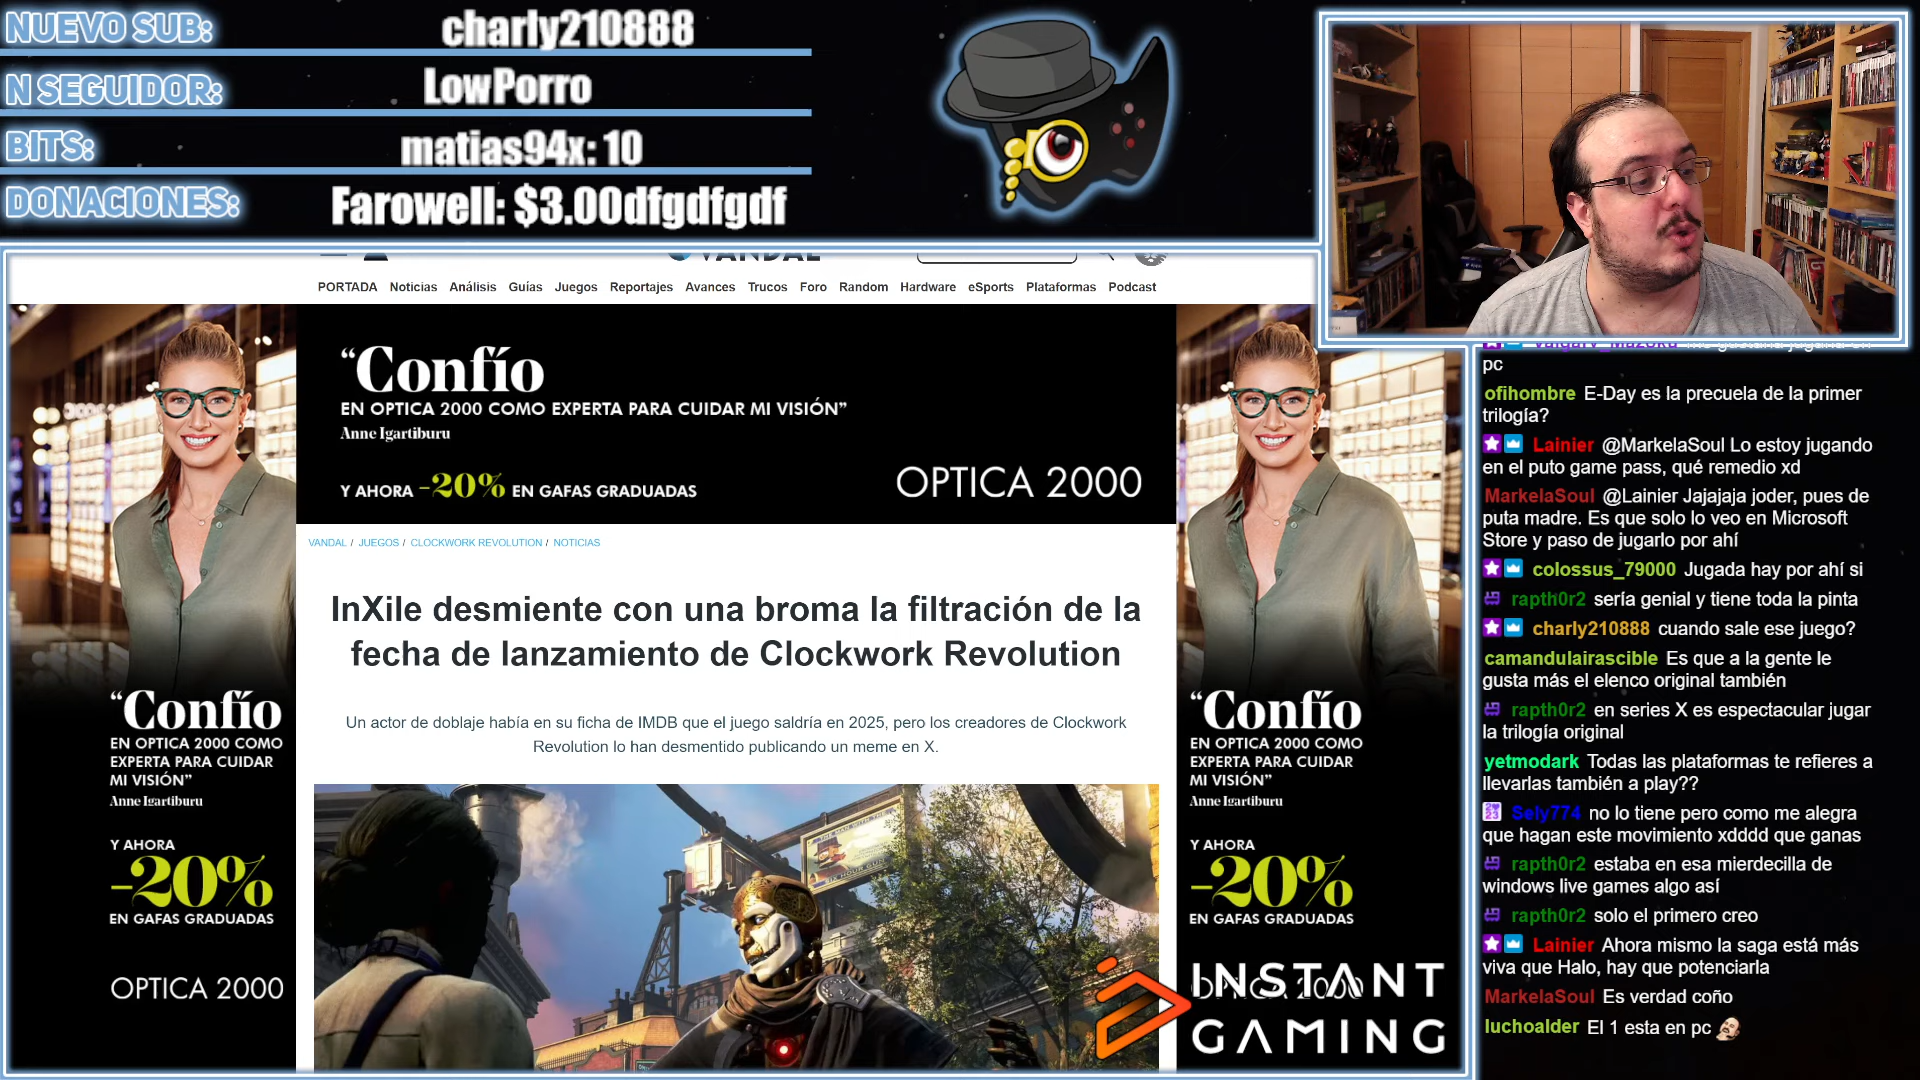 NUEVO SUB: charly210888
N SEGUIDOR: LowPorro
BITS: matias94x: 10
DONACIONES: Farowell: $3.00dfgdfgdf
VANDAL
PORTADA Noticias Análisis Guías Juegos Reportajes Avances Trucos Foro Random Hardware eSports Plataformas Podcast
“Confío
EN OPTICA 2000 COMO EXPERTA PARA CUIDAR MI VISIÓN”
Anne Igartiburu
Y AHORA -20% EN GAFAS GRADUADAS
OPTICA 2000
VANDAL / JUEGOS / CLOCKWORK REVOLUTION / NOTICIAS
InXile desmiente con una broma la filtración de la
fecha de lanzamiento de Clockwork Revolution
Un actor de doblaje había en su ficha de IMDB que el juego saldría en 2025, pero los creadores de Clockwork
Revolution lo han desmentido publicando un meme en X.
“Confío
EN OPTICA 2000 COMO
EXPERTA PARA CUIDAR
MI VISIÓN”
Anne Igartiburu
Y AHORA
-20%
EN GAFAS GRADUADAS
OPTICA 2000
“Confío
EN OPTICA 2000 COMO
EXPERTA PARA CUIDAR
MI VISIÓN”
Anne Igartiburu
Y AHORA
-20%
EN GAFAS GRADUADAS
INSTANT
GAMING
pc
ofihombre E-Day es la precuela de la primer
trilogía?
Lainier @MarkelaSoul Lo estoy jugando
en el puto game pass, qué remedio xd
MarkelaSoul @Lainier Jajajaja joder, pues de
puta madre. Es que solo lo veo en Microsoft
Store y paso de jugarlo por ahí
colossus_79000 Jugada hay por ahí si
rapth0r2 sería genial y tiene toda la pinta
charly210888 cuando sale ese juego?
camandulairascible Es que a la gente le
gusta más el elenco original también
rapth0r2 en series X es espectacular jugar
la trilogía original
yetmodark Todas las plataformas te refieres a
llevarlas también a play??
Sely774 no lo tiene pero como me alegra
que hagan este movimiento xdddd que ganas
rapth0r2 estaba en esa mierdecilla de
windows live games algo así
rapth0r2 solo el primero creo
Lainier Ahora mismo la saga está más
viva que Halo, hay que potenciarla
MarkelaSoul Es verdad coño
luchoalder El 1 esta en pc